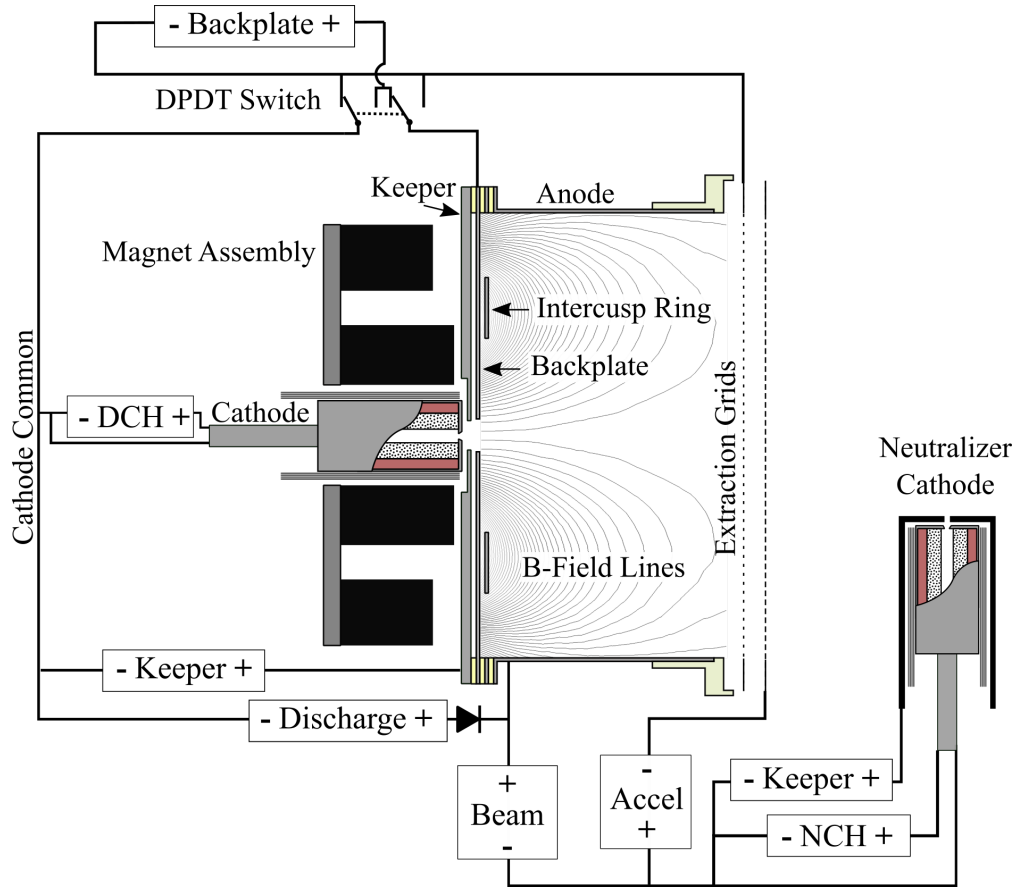 - Backplate +
DPDT Switch
Keeper
Anode
Magnet Assembly
Intercusp Ring
Backplate
Cathode Common
- DCH +
Cathode
Extraction Grids
Neutralizer
Cathode
B-Field Lines
- Keeper +
- Discharge +
+
Beam
-
-
Accel
+
- Keeper +
- NCH +